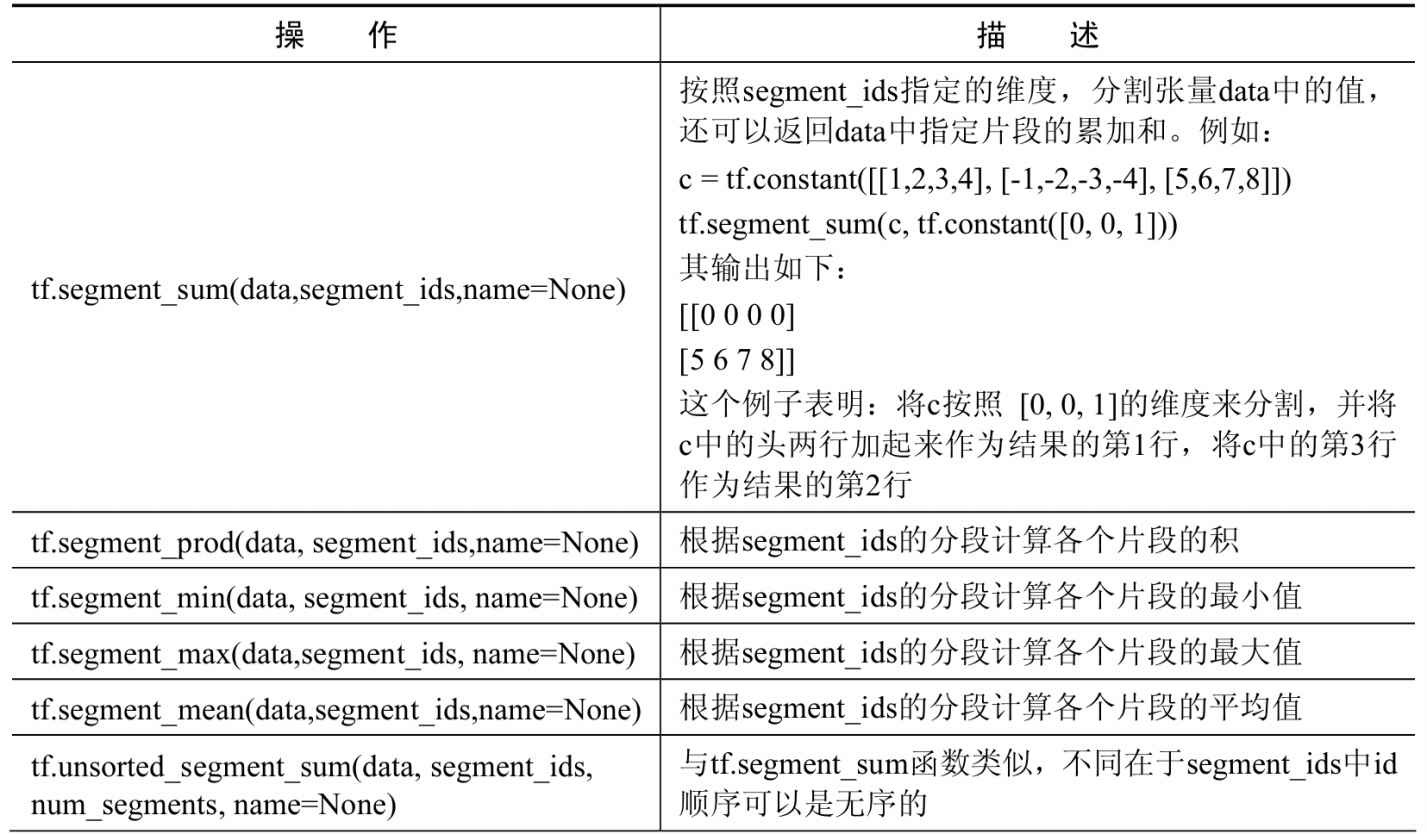 操 作
描 述
tf.segment_sum(data,segment_ids,name=None)
按照segment_ids指定的维度，分割张量data中的值，
还可以返回data中指定片段的累加和。例如：
c = tf.constant([[1,2,3,4], [-1,-2,-3,-4], [5,6,7,8]])
tf.segment_sum(c, tf.constant([0, 0, 1]))
其输出如下：
[[0 0 0 0]
[5 6 7 8]]
这个例子表明：将c按照 [0, 0, 1]的维度来分割，并将
c中的头两行加起来作为结果的第1行，将c中的第3行
作为结果的第2行
tf.segment_prod(data, segment_ids,name=None)
根据segment_ids的分段计算各个片段的积
tf.segment_min(data, segment_ids, name=None)
根据segment_ids的分段计算各个片段的最小值
tf.segment_max(data,segment_ids, name=None)
根据segment_ids的分段计算各个片段的最大值
tf.segment_mean(data,segment_ids,name=None)
根据segment_ids的分段计算各个片段的平均值
tf.unsorted_segment_sum(data, segment_ids,
num_segments, name=None)
与tf.segment_sum函数类似，不同在于segment_ids中id
顺序可以是无序的